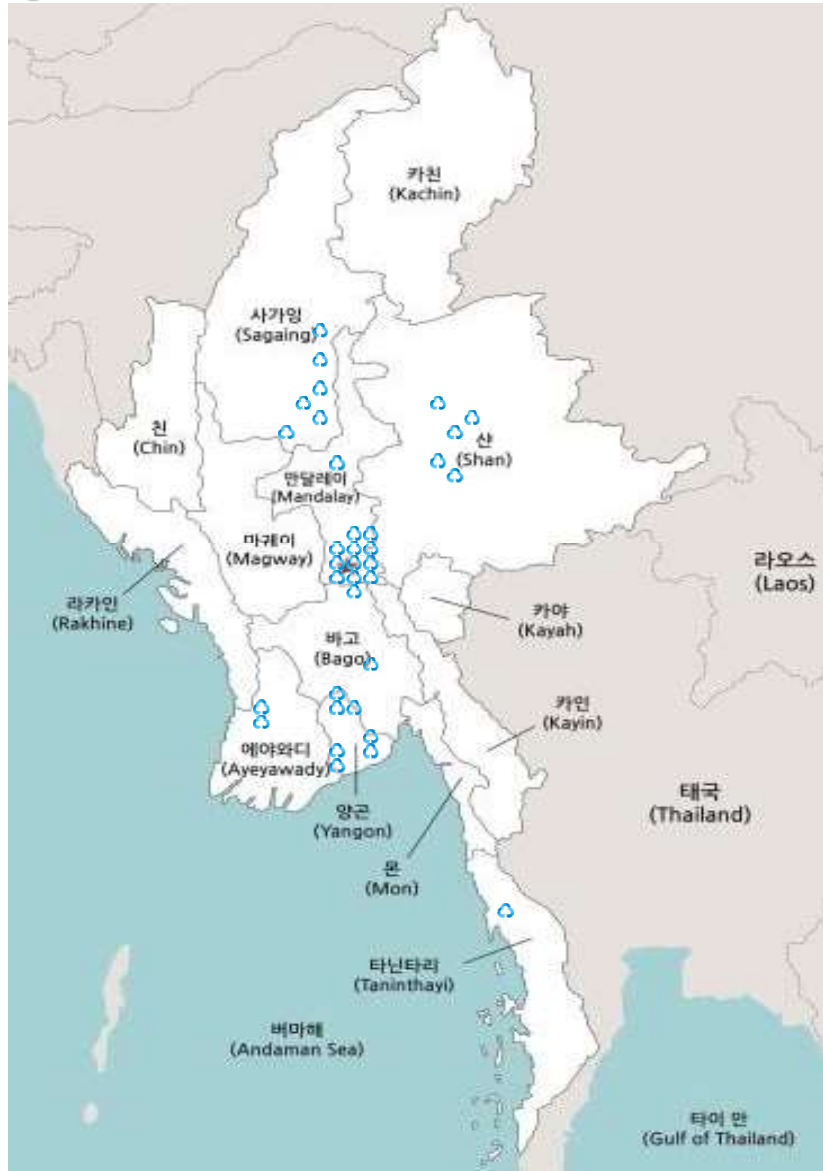 카친
(Kachin)
사가잉
(Sagaing)
친
(Chin)
샨
(Shan)
만달레이
(Mandalay)
마궤이
(Magway)
라오스
(Laos)
라카인
(Rakhine)
카야
(Kayah)
바고
(Bago)
카인
(Kayin)
에야와디
(Ayeyawady)
태국
(Thailand)
양곤
(Yangon)
몬
(Mon)
타닌타리
(Taninthayi)
버마해
(Andaman Sea)
타이 만
(Gulf of Thailand)